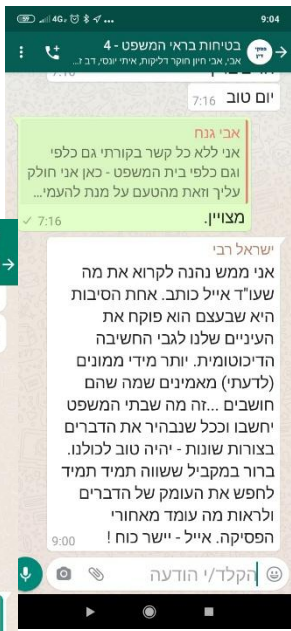 9:04
4G
בטיחות בראי המשפט - 4
אבי, אבי חיון חוקר דליקות, איתי יונסי, דב ז...
יום טוב 7:16
אבי גנח
אני ללא כל קשר בקורתי גם כלפי
וגם כלפי בית המשפט - כאן אני חולק
עליך וזאת מהטעם על מנת להעמי...
מצויין. 7:16
ישראל רבי
אני ממש נהנה לקרוא את מה
שעו"ד אייל כותב. אחת הסיבות
היא שבעצם הוא פוקח את
העיניים שלנו לגבי החשיבה
הדיכוטומית. יותר מידי ממונים
(לדעתי) מאמינים שמה שהם
חושבים ...זה מה שבתי המשפט
יחשבו וככל שנבהיר את הדברים
בצורות שונות - יהיה טוב לכולנו.
ברור במקביל ששווה תמיד תמיד
לחפש את העומק של הדברים
ולראות מה עומד מאחורי
הפסיקה. אייל - יישר כוח ! 9:00
הקלד/י הודעה